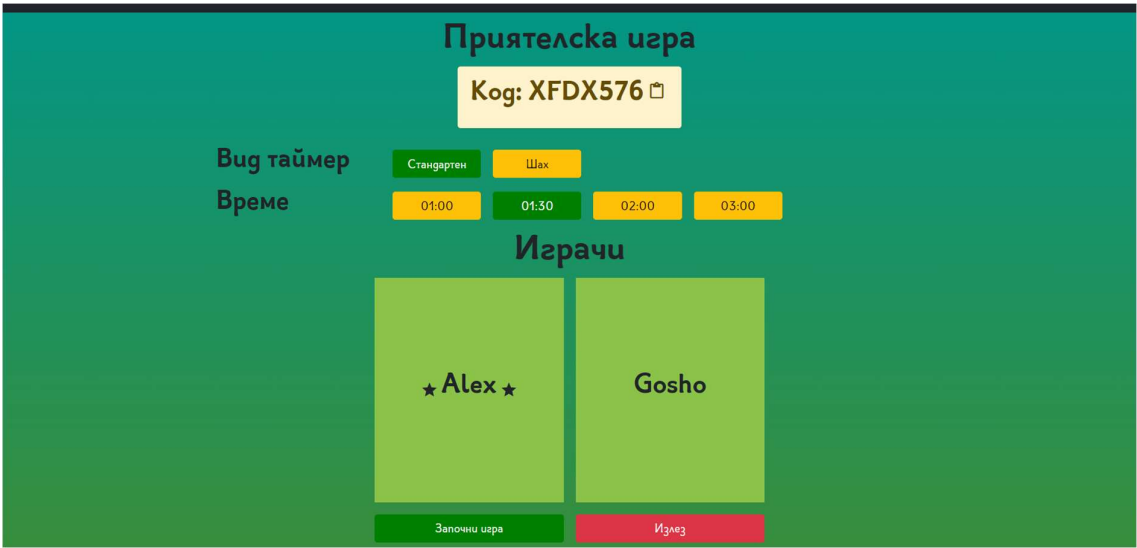 Приятелска игра
Код: XFDX576
Вид таймер
Стандартен Шах
Време
01:00 01:30 02:00 03:00
Играчи
Alex Gosho
Започни игра Излез